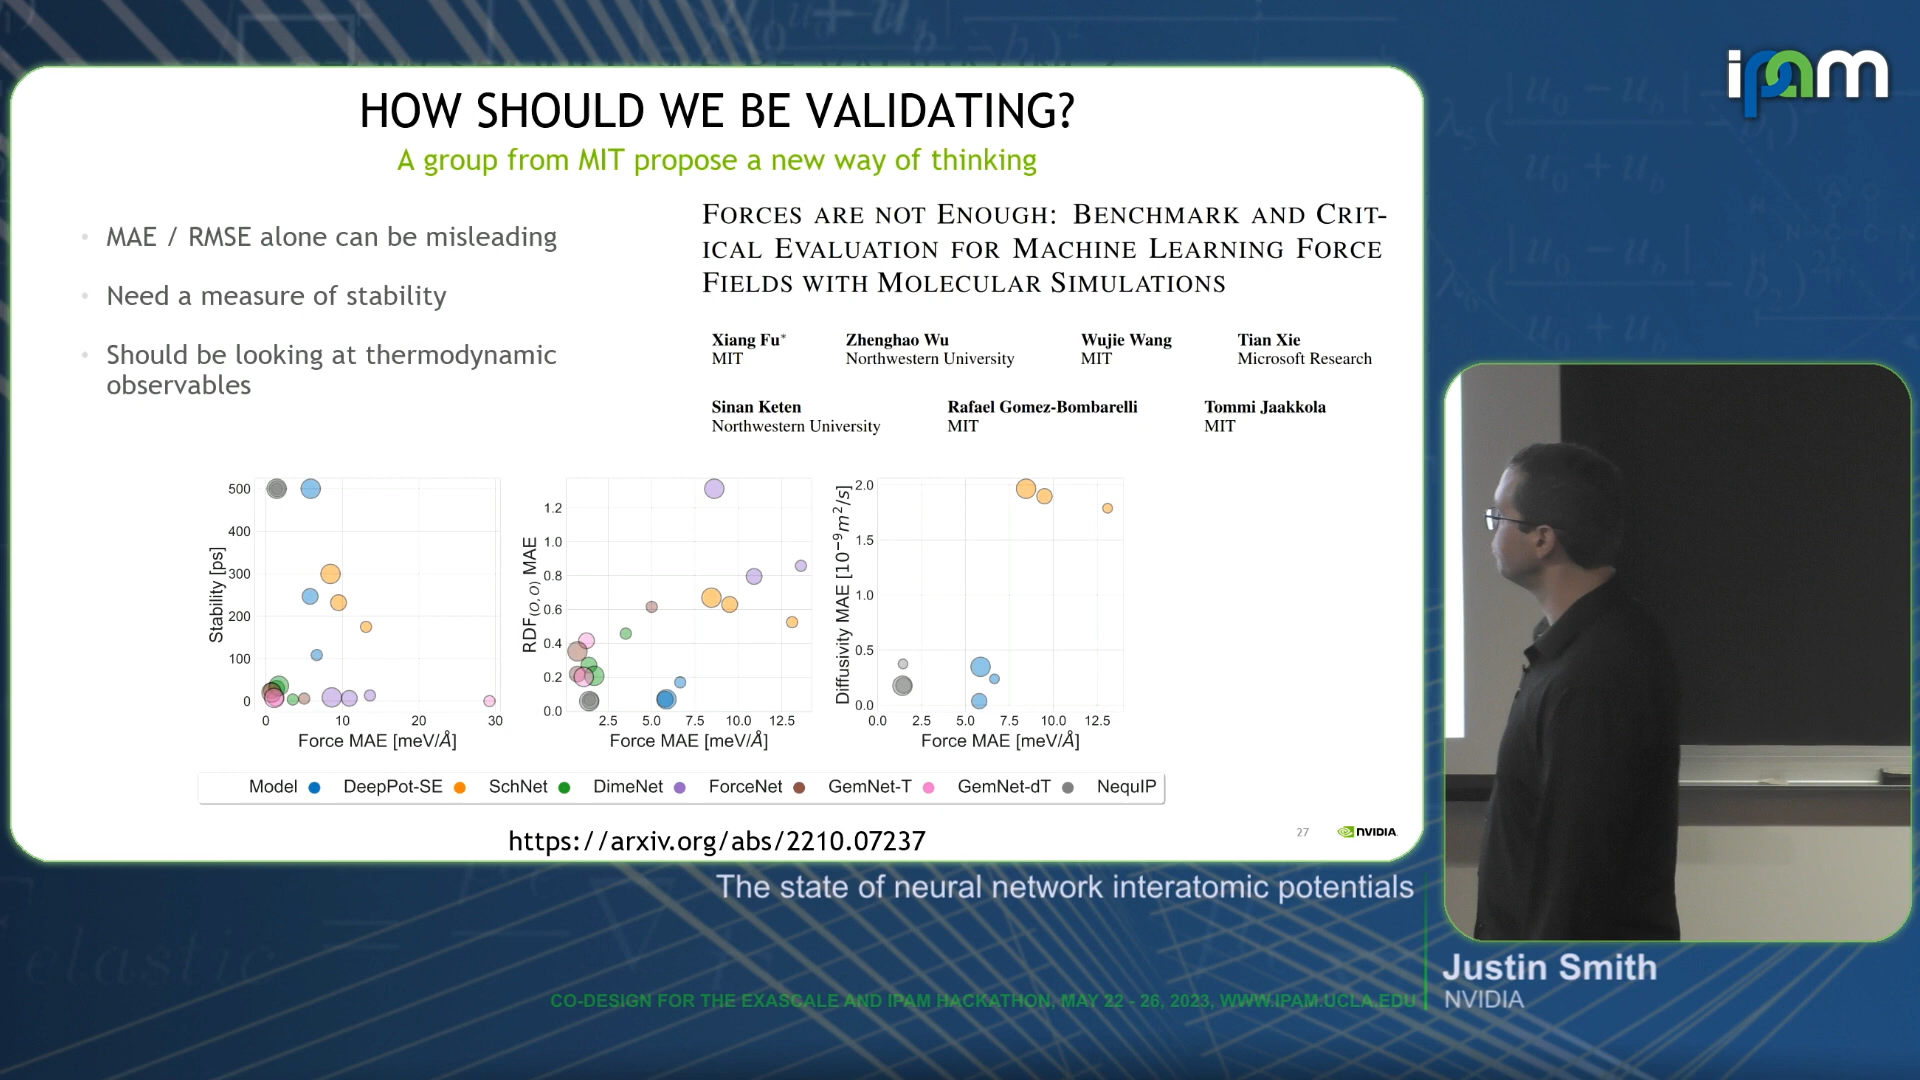 HOW SHOULD WE BE VALIDATING?
A group from MIT propose a new way of thinking
• MAE / RMSE alone can be misleading
• Need a measure of stability
• Should be looking at thermodynamic
observables
FORCES ARE NOT ENOUGH: BENCHMARK AND CRIT-
ICAL EVALUATION FOR MACHINE LEARNING FORCE
FIELDS WITH MOLECULAR SIMULATIONS
Xiang Fu* Zhenghao Wu Wujie Wang Tian Xie
MIT Northwestern University MIT Microsoft Research
Sinan Keten Rafael Gomez-Bombarelli Tommi Jaakkola
Northwestern University MIT MIT
Stability [ps]
500
400
300
200
100
0
0 10 20 30
Force MAE [meV/Å]
RDF(O,O) MAE
1.2
1.0
0.8
0.6
0.4
0.2
0.0
2.5 5.0 7.5 10.0 12.5
Force MAE [meV/Å]
Diffusivity MAE [10⁻⁹m²/s]
2.0
1.5
1.0
0.5
0.0
0.0 2.5 5.0 7.5 10.0 12.5
Force MAE [meV/Å]
Model DeepPot-SE SchNet DimeNet ForceNet GemNet-T GemNet-dT NequIP
https://arxiv.org/abs/2210.07237
27 NVIDIA
ipam
The state of neural network interatomic potentials
Justin Smith
NVIDIA
CO-DESIGN FOR THE EXASCALE AND IPAM HACKATHON, MAY 22 - 26, 2023, WWW.IPAM.UCLA.EDU
elastic